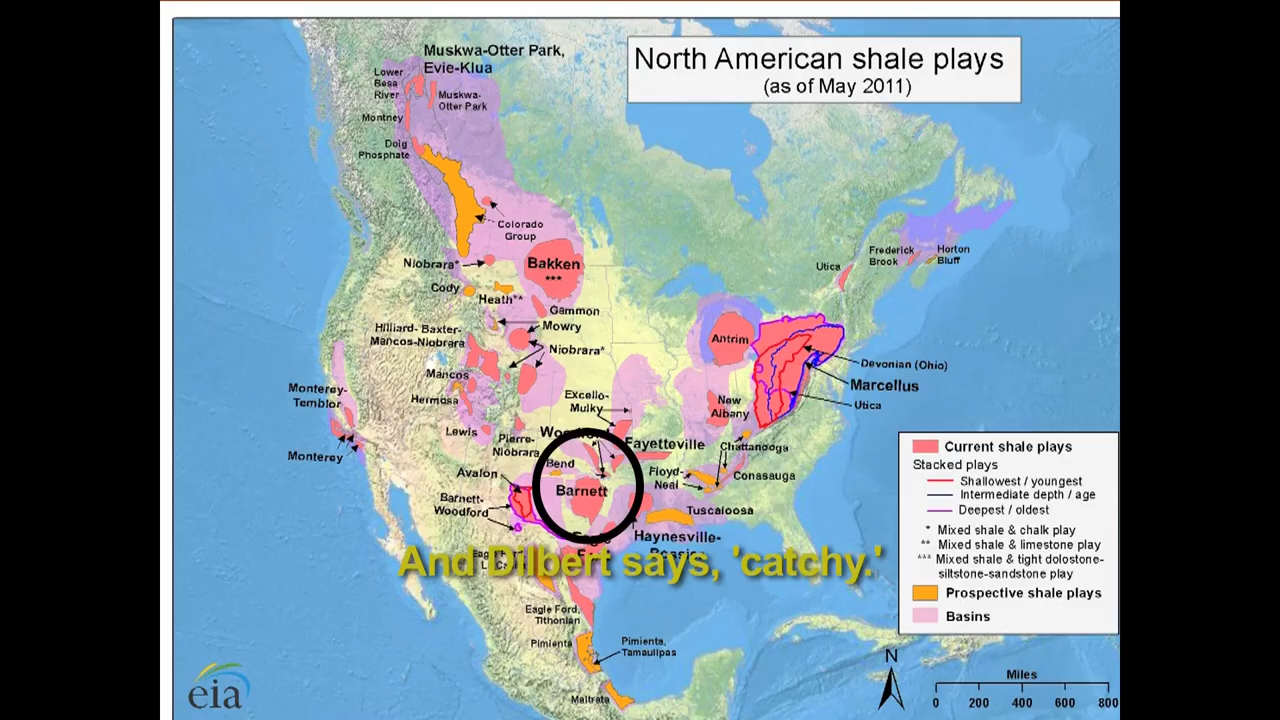 North American shale plays
(as of May 2011)
Muskwa-Otter Park,
Evie-Klua
Lower
Besa
River
Muskwa-
Otter Park
Montney
Doig
Phosphate
Colorado
Group
Niobrara*
Bakken
***
Cody
Heath**
Gammon
Mowry
Hilliard- Baxter-
Mancos-Niobrara
Niobrara*
Mancos
Hermosa
Monterey-
Temblor
Monterey
Lewis
Pierre-
Niobrara
Excello-
Mulky
Fayetteville
Bend
Avalon
Barnett
Barnett-
Woodford
Antrim
New
Albany
Utica
Frederick
Brook
Horton
Bluff
Devonian (Ohio)
Marcellus
Utica
Chattanooga
Floyd-
Neal
Conasauga
Tuscaloosa
Haynesville-
And Dilbert says, 'catchy.'
Eagle Ford,
Tithonian
Pimienta
Pimienta,
Tamaulipas
Maltrata
Current shale plays
Stacked plays
Shallowest / youngest
Intermediate depth / age
Deepest / oldest
* Mixed shale & chalk play
** Mixed shale & limestone play
*** Mixed shale & tight dolostone-
siltstone-sandstone play
Prospective shale plays
Basins
eia
N
Miles
0 200 400 600 800